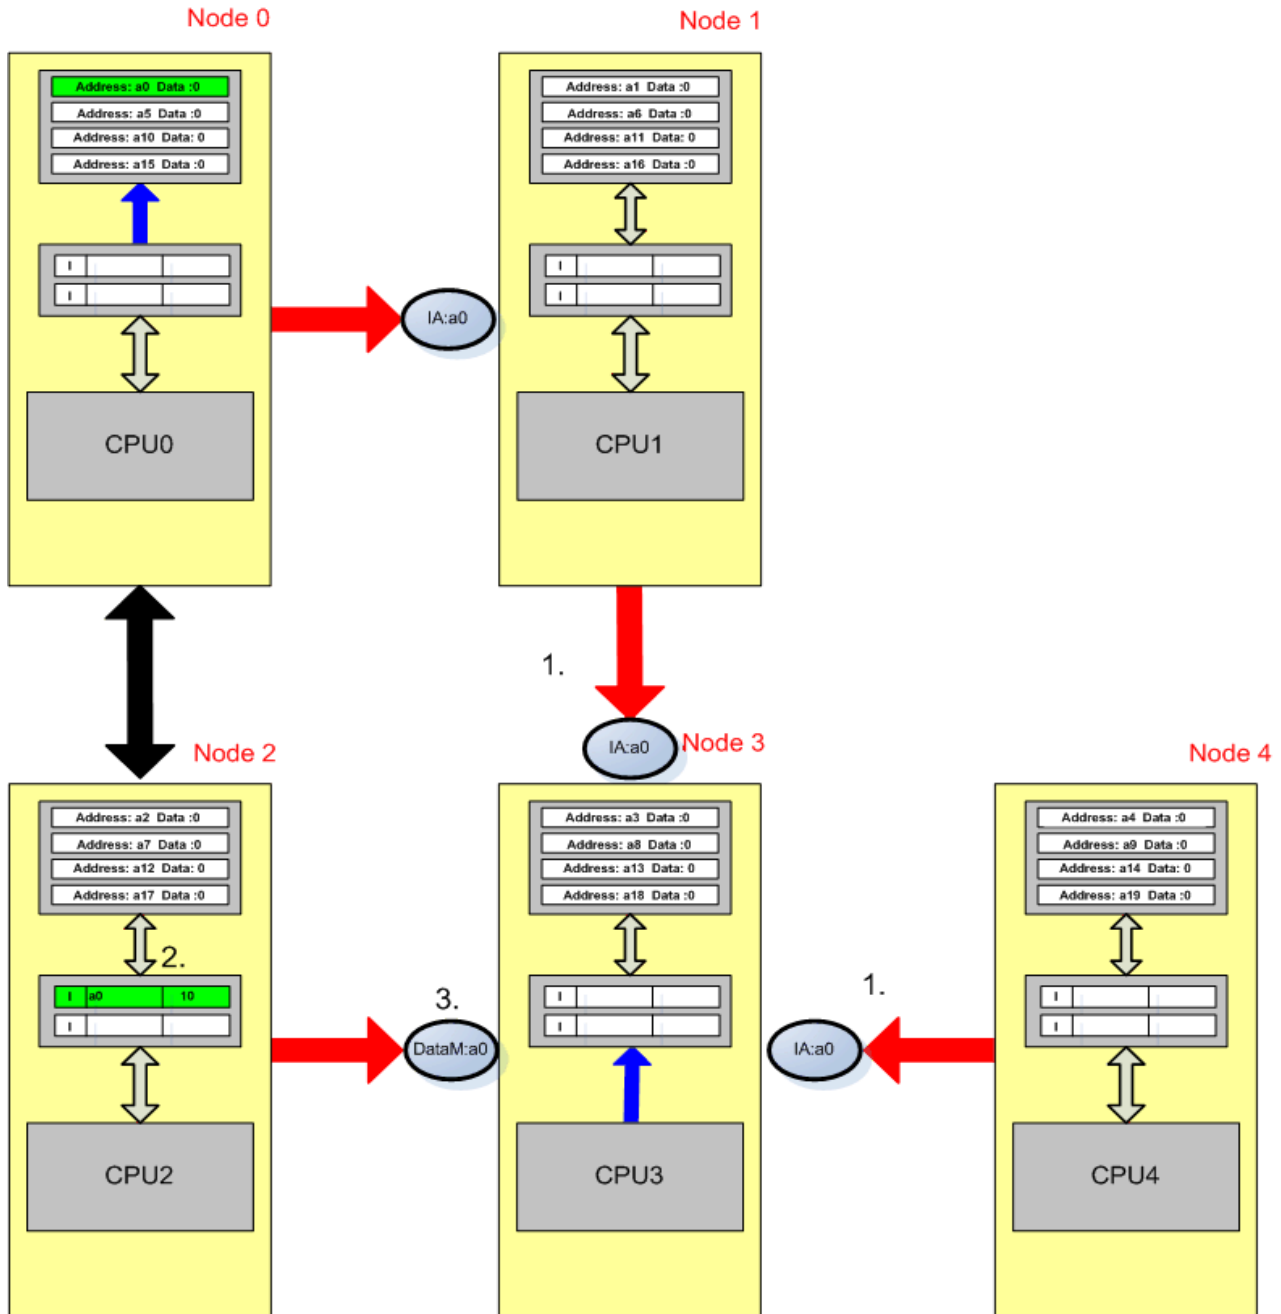 Node 0
Node 1
Address: a0 Data :0
Address: a5 Data :0
Address: a10 Data: 0
Address: a15 Data :0
Address: a1 Data :0
Address: a6 Data :0
Address: a11 Data: 0
Address: a16 Data :0
I
I
I
I
IA:a0
CPU0
CPU1
1.
Node 2
IA:a0
Node 3
Node 4
Address: a2 Data :0
Address: a7 Data :0
Address: a12 Data: 0
Address: a17 Data :0
Address: a3 Data :0
Address: a8 Data :0
Address: a13 Data: 0
Address: a18 Data :0
Address: a4 Data :0
Address: a9 Data :0
Address: a14 Data: 0
Address: a19 Data :0
2.
I a0 10
I
3.
DataM:a0
I
I
1.
IA:a0
I
I
CPU2
CPU3
CPU4